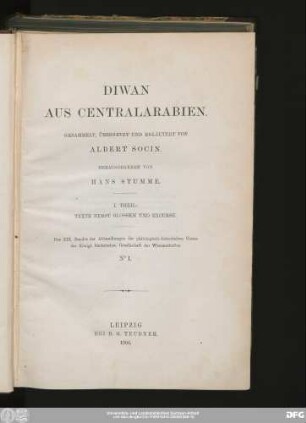 DIWAN
AUS CENTRALARABIEN.
GESAMMELT, ÜBERSETZT UND ERLÄUTERT VON
ALBERT SOCIN.
HERAUSGEGEBEN VON
HANS STUMME.
I. THEIL:
TEXTE NEBST GLOSSEN UND EXCURSE.
Des XIX. Bandes der Abhandlungen der philologisch-historischen Classe
der Königl. Sächsischen Gesellschaft der Wissenschaften
No I.
LEIPZIG
BEI B. G. TEUBNER.
1900.
DFG